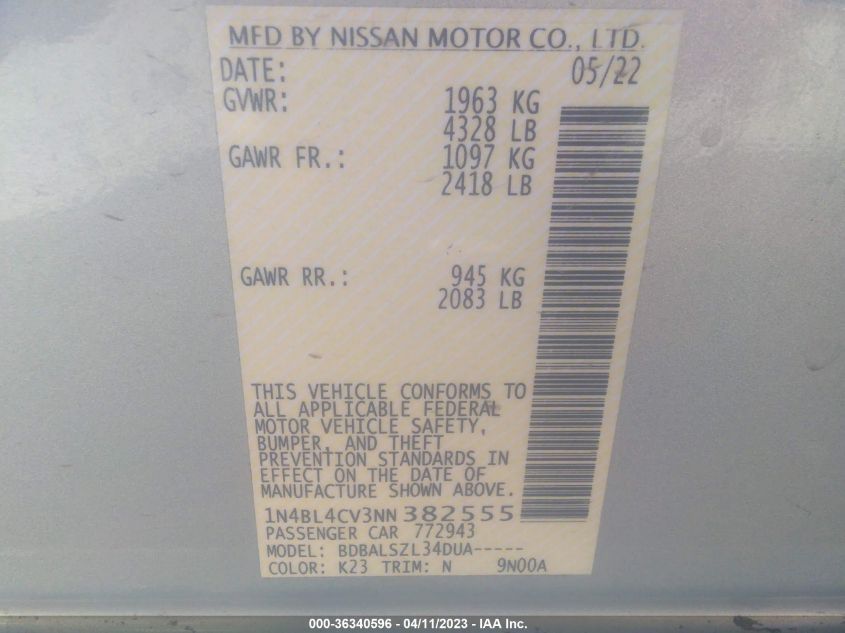 MFD BY NISSAN MOTOR CO., LTD.
DATE: 05/22
GVWR: 1963 KG
4328 LB
GAWR FR.: 1097 KG
2418 LB
GAWR RR.: 945 KG
2083 LB
THIS VEHICLE CONFORMS TO
ALL APPLICABLE FEDERAL
MOTOR VEHICLE SAFETY,
BUMPER, AND THEFT
PREVENTION STANDARDS IN
EFFECT ON THE DATE OF
MANUFACTURE SHOWN ABOVE.
1N4BL4CV3NN382555
PASSENGER CAR 772943
MODEL: BDBALSZL34DUA-----
COLOR: K23 TRIM: N 9N00A
000-36340596 - 04/11/2023 - IAA Inc.